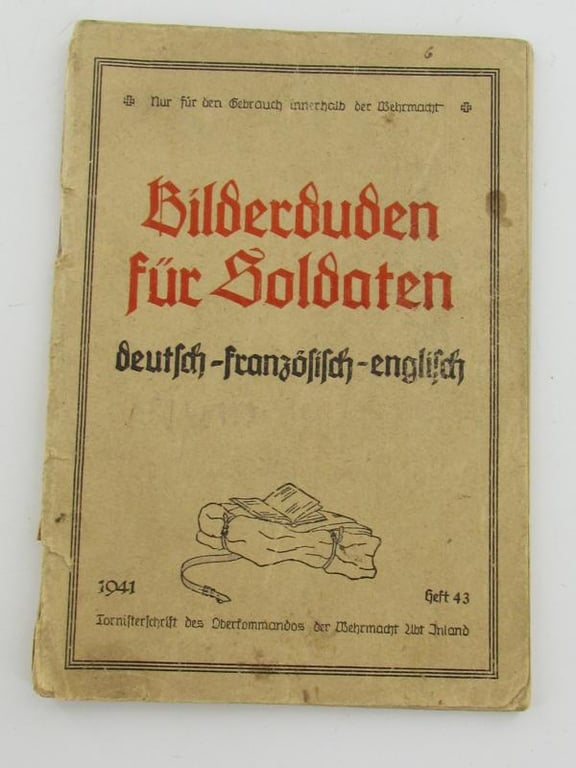 6
Nur für den Gebrauch innerhalb der Wehrmacht
Bilderduden
für Soldaten
deutsch-französisch-englisch
1941
Heft 43
Tornisterschrift des Oberkommandos der Wehrmacht Abt Inland